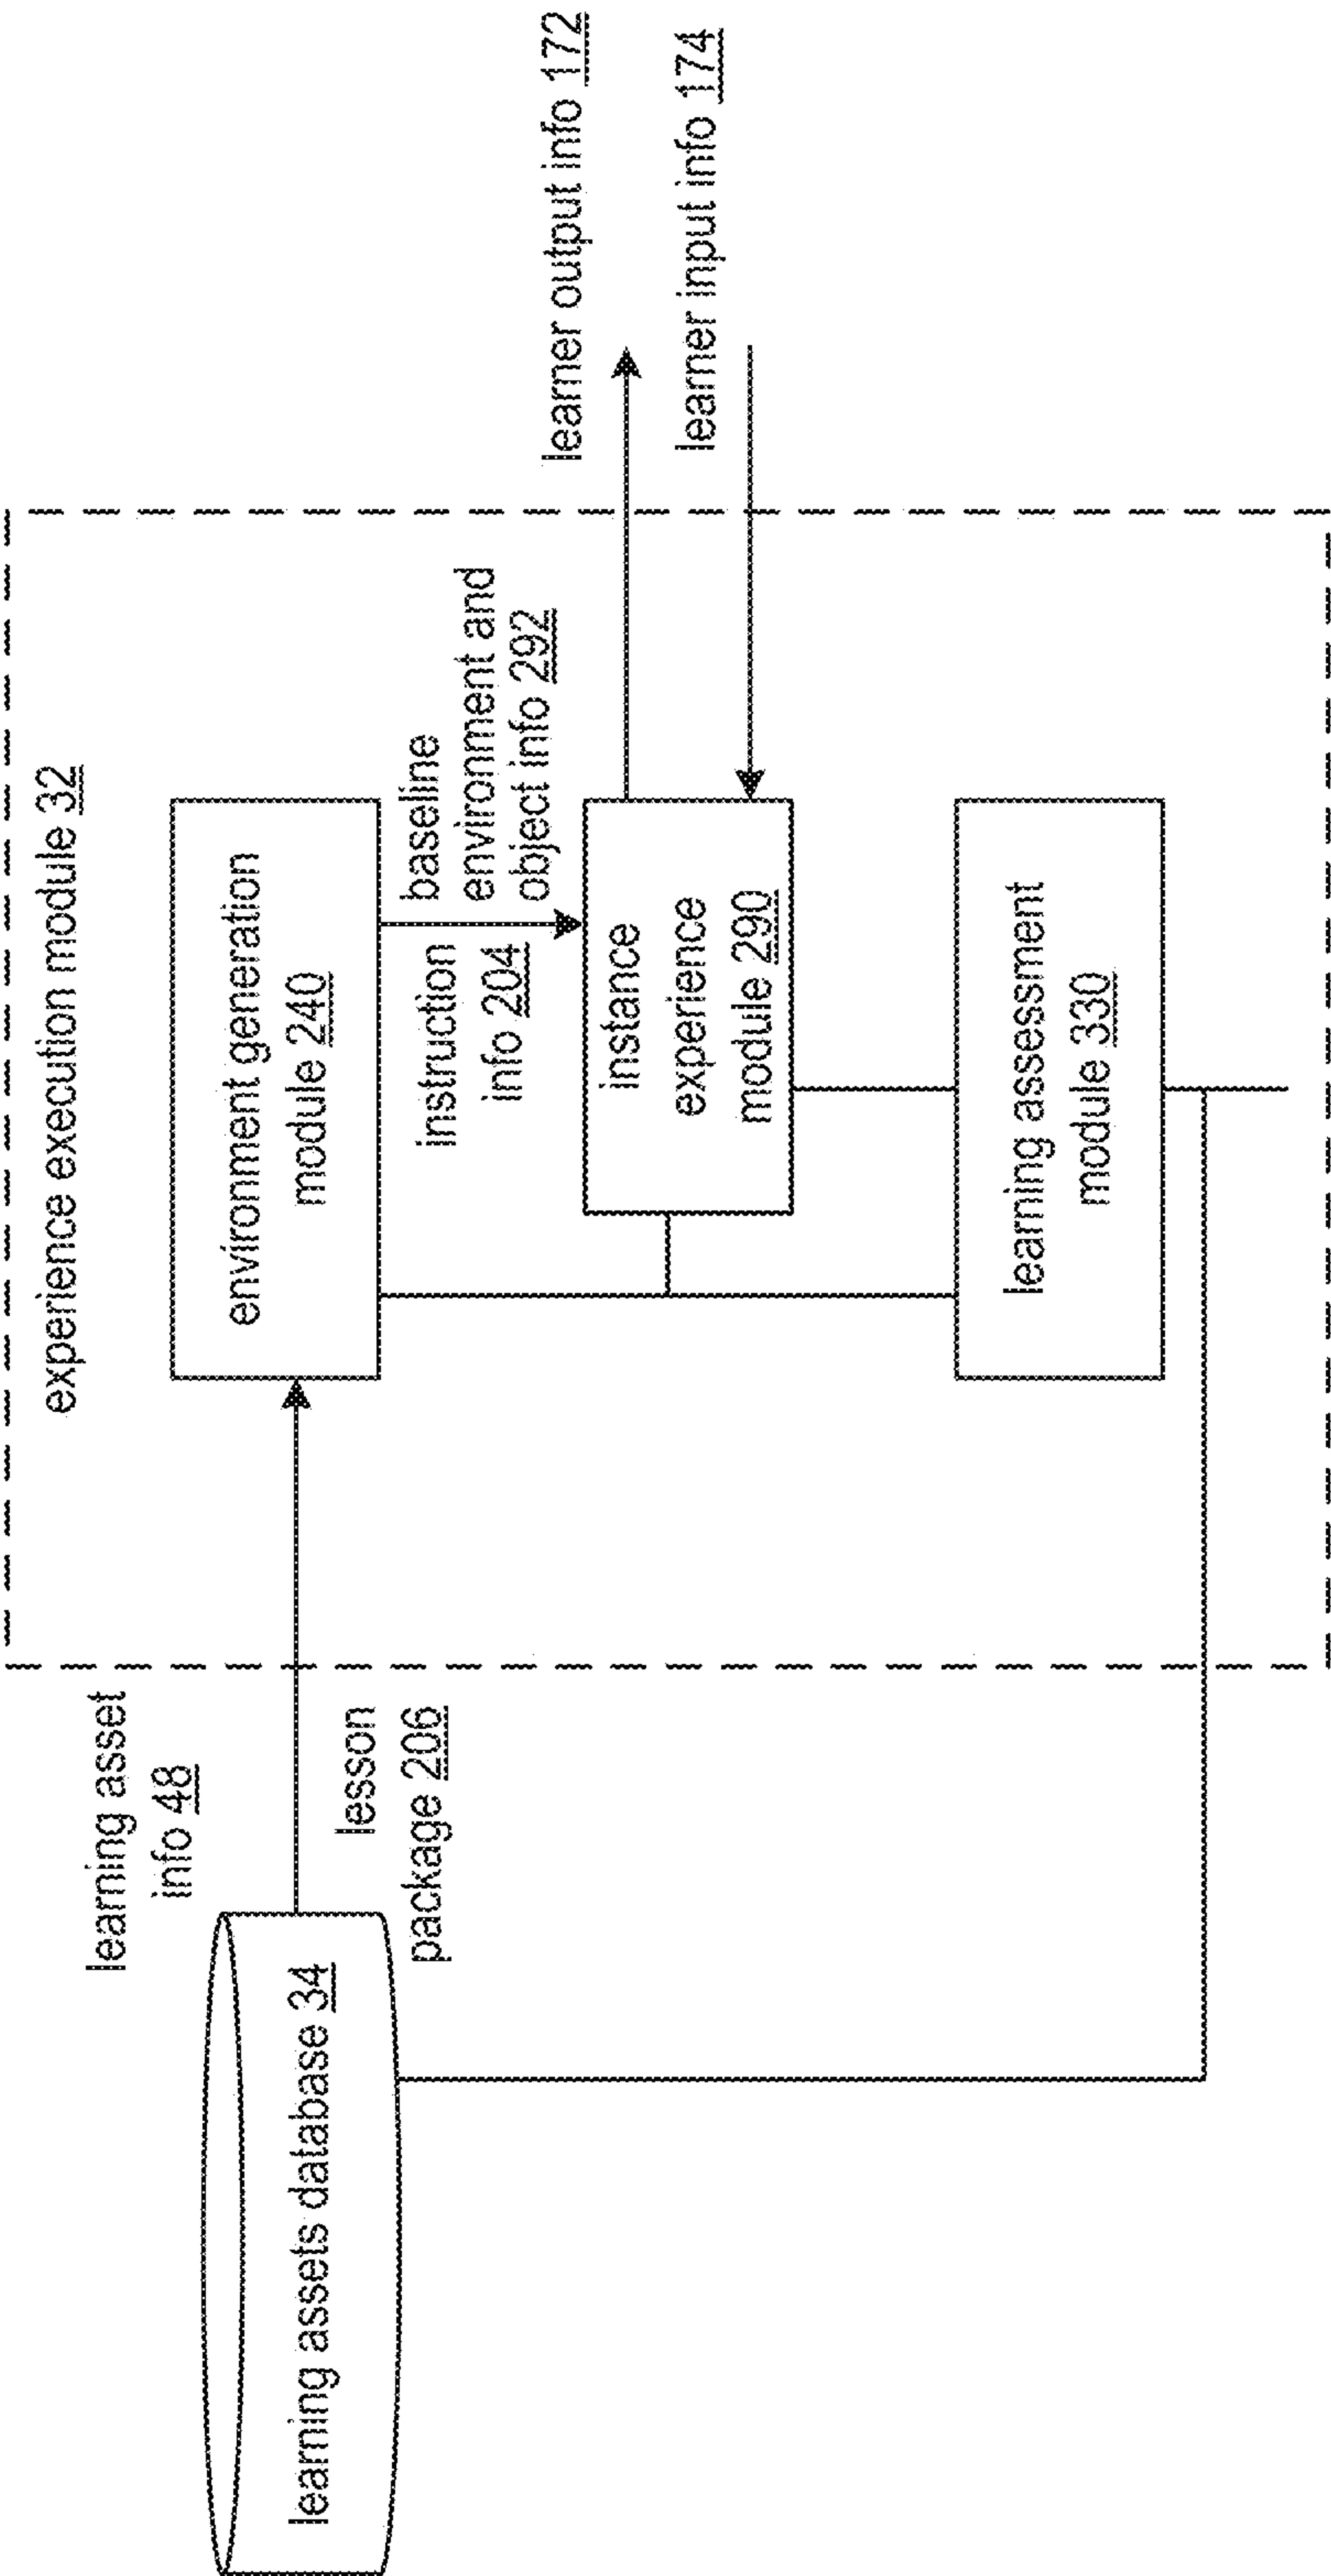 experience execution module 32
learning asset
info 48
learning assets database 34
lesson
package 206
environment generation
module 240
instruction
info 204
baseline
environment and
object info 292
instance
experience
module 290
learner output info 172
learner input info 174
learning assessment
module 330